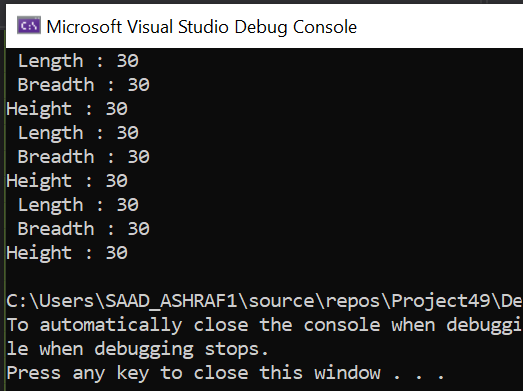 Microsoft Visual Studio Debug Console
Length : 30
Breadth : 30
Height : 30
Length : 30
Breadth : 30
Height : 30
Length : 30
Breadth : 30
Height : 30
C:\Users\SAAD_ASHRAF1\source\repos\Project49\De
To automatically close the console when debuggi
le when debugging stops.
Press any key to close this window . . .